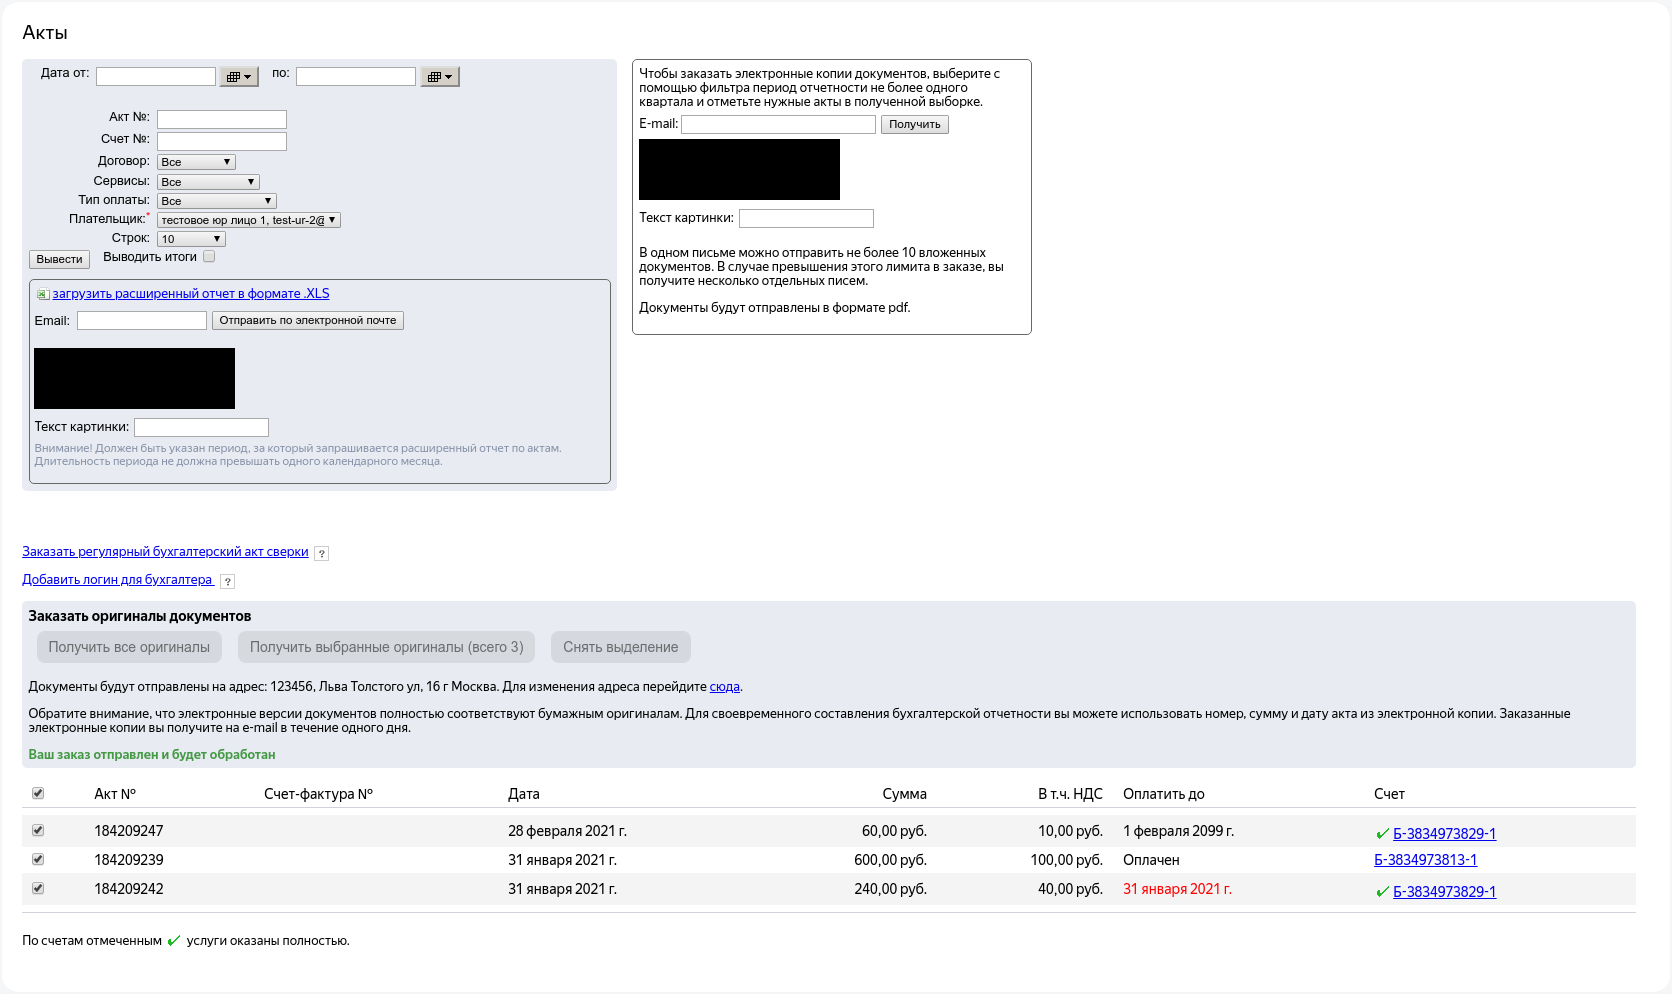 Акты
Дата от: по:
Акт №:
Счет №:
Договор: Все
Сервисы: Все
Тип оплаты: Все
Плательщик:* тестовое юр лицо 1, test-ur-2@
Строк: 10
Вывести Выводить итоги
загрузить расширенный отчет в формате .XLS
Email: Отправить по электронной почте
Текст картинки:
Внимание! Должен быть указан период, за который запрашивается расширенный отчет по актам.
Длительность периода не должна превышать одного календарного месяца.
Чтобы заказать электронные копии документов, выберите с
помощью фильтра период отчетности не более одного
квартала и отметьте нужные акты в полученной выборке.
E-mail: Получить
Текст картинки:
В одном письме можно отправить не более 10 вложенных
документов. В случае превышения этого лимита в заказе, вы
получите несколько отдельных писем.
Документы будут отправлены в формате pdf.
Заказать регулярный бухгалтерский акт сверки ?
Добавить логин для бухгалтера ?
Заказать оригиналы документов
Получить все оригиналы Получить выбранные оригиналы (всего 3) Снять выделение
Документы будут отправлены на адрес: 123456, Льва Толстого ул, 16 г Москва. Для изменения адреса перейдите сюда.
Обратите внимание, что электронные версии документов полностью соответствуют бумажным оригиналам. Для своевременного составления бухгалтерской отчетности вы можете использовать номер, сумму и дату акта из электронной копии. Заказанные
электронные копии вы получите на e-mail в течение одного дня.
Ваш заказ отправлен и будет обработан
Акт № Счет-фактура № Дата Сумма В т.ч. НДС Оплатить до Счет
184209247 28 февраля 2021 г. 60,00 руб. 10,00 руб. 1 февраля 2099 г. Б-3834973829-1
184209239 31 января 2021 г. 600,00 руб. 100,00 руб. Оплачен Б-3834973813-1
184209242 31 января 2021 г. 240,00 руб. 40,00 руб. 31 января 2021 г. Б-3834973829-1
По счетам отмеченным услуги оказаны полностью.